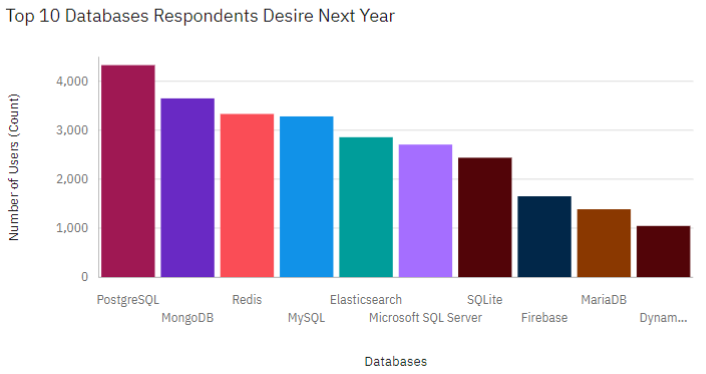 Top 10 Databases Respondents Desire Next Year
Number of Users (Count)
4,000
3,000
2,000
1,000
0
PostgreSQL Redis Elasticsearch SQLite MariaDB
MongoDB MySQL Microsoft SQL Server Firebase Dynam...
Databases